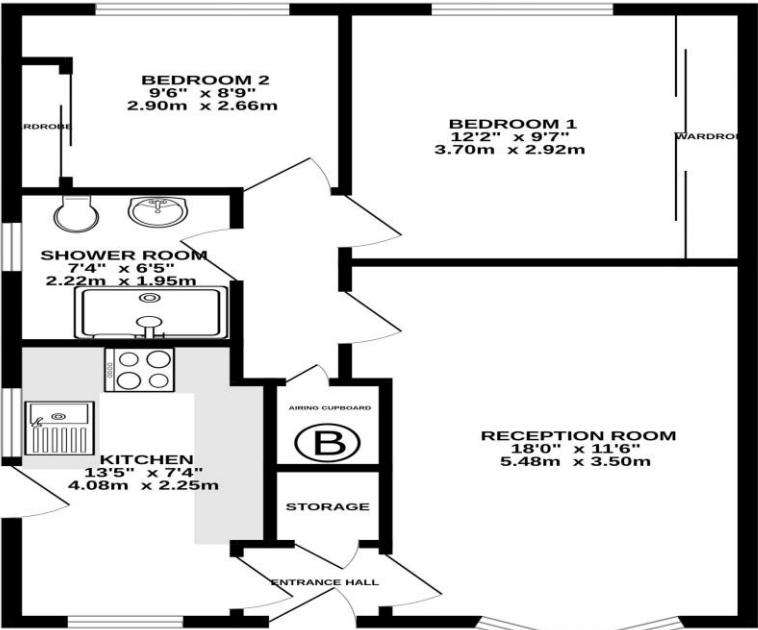 BEDROOM 2
9'6" x 8'9"
2.90m x 2.66m
BEDROOM 1
12'2" x 9'7"
3.70m x 2.92m
RDROBE
WARDRO
SHOWER ROOM
7'4" x 6'5"
2.22m x 1.95m
AIRING CUPBOARD
B
RECEPTION ROOM
18'0" x 11'6"
5.48m x 3.50m
KITCHEN
13'5" x 7'4"
4.08m x 2.25m
STORAGE
ENTRANCE HALL